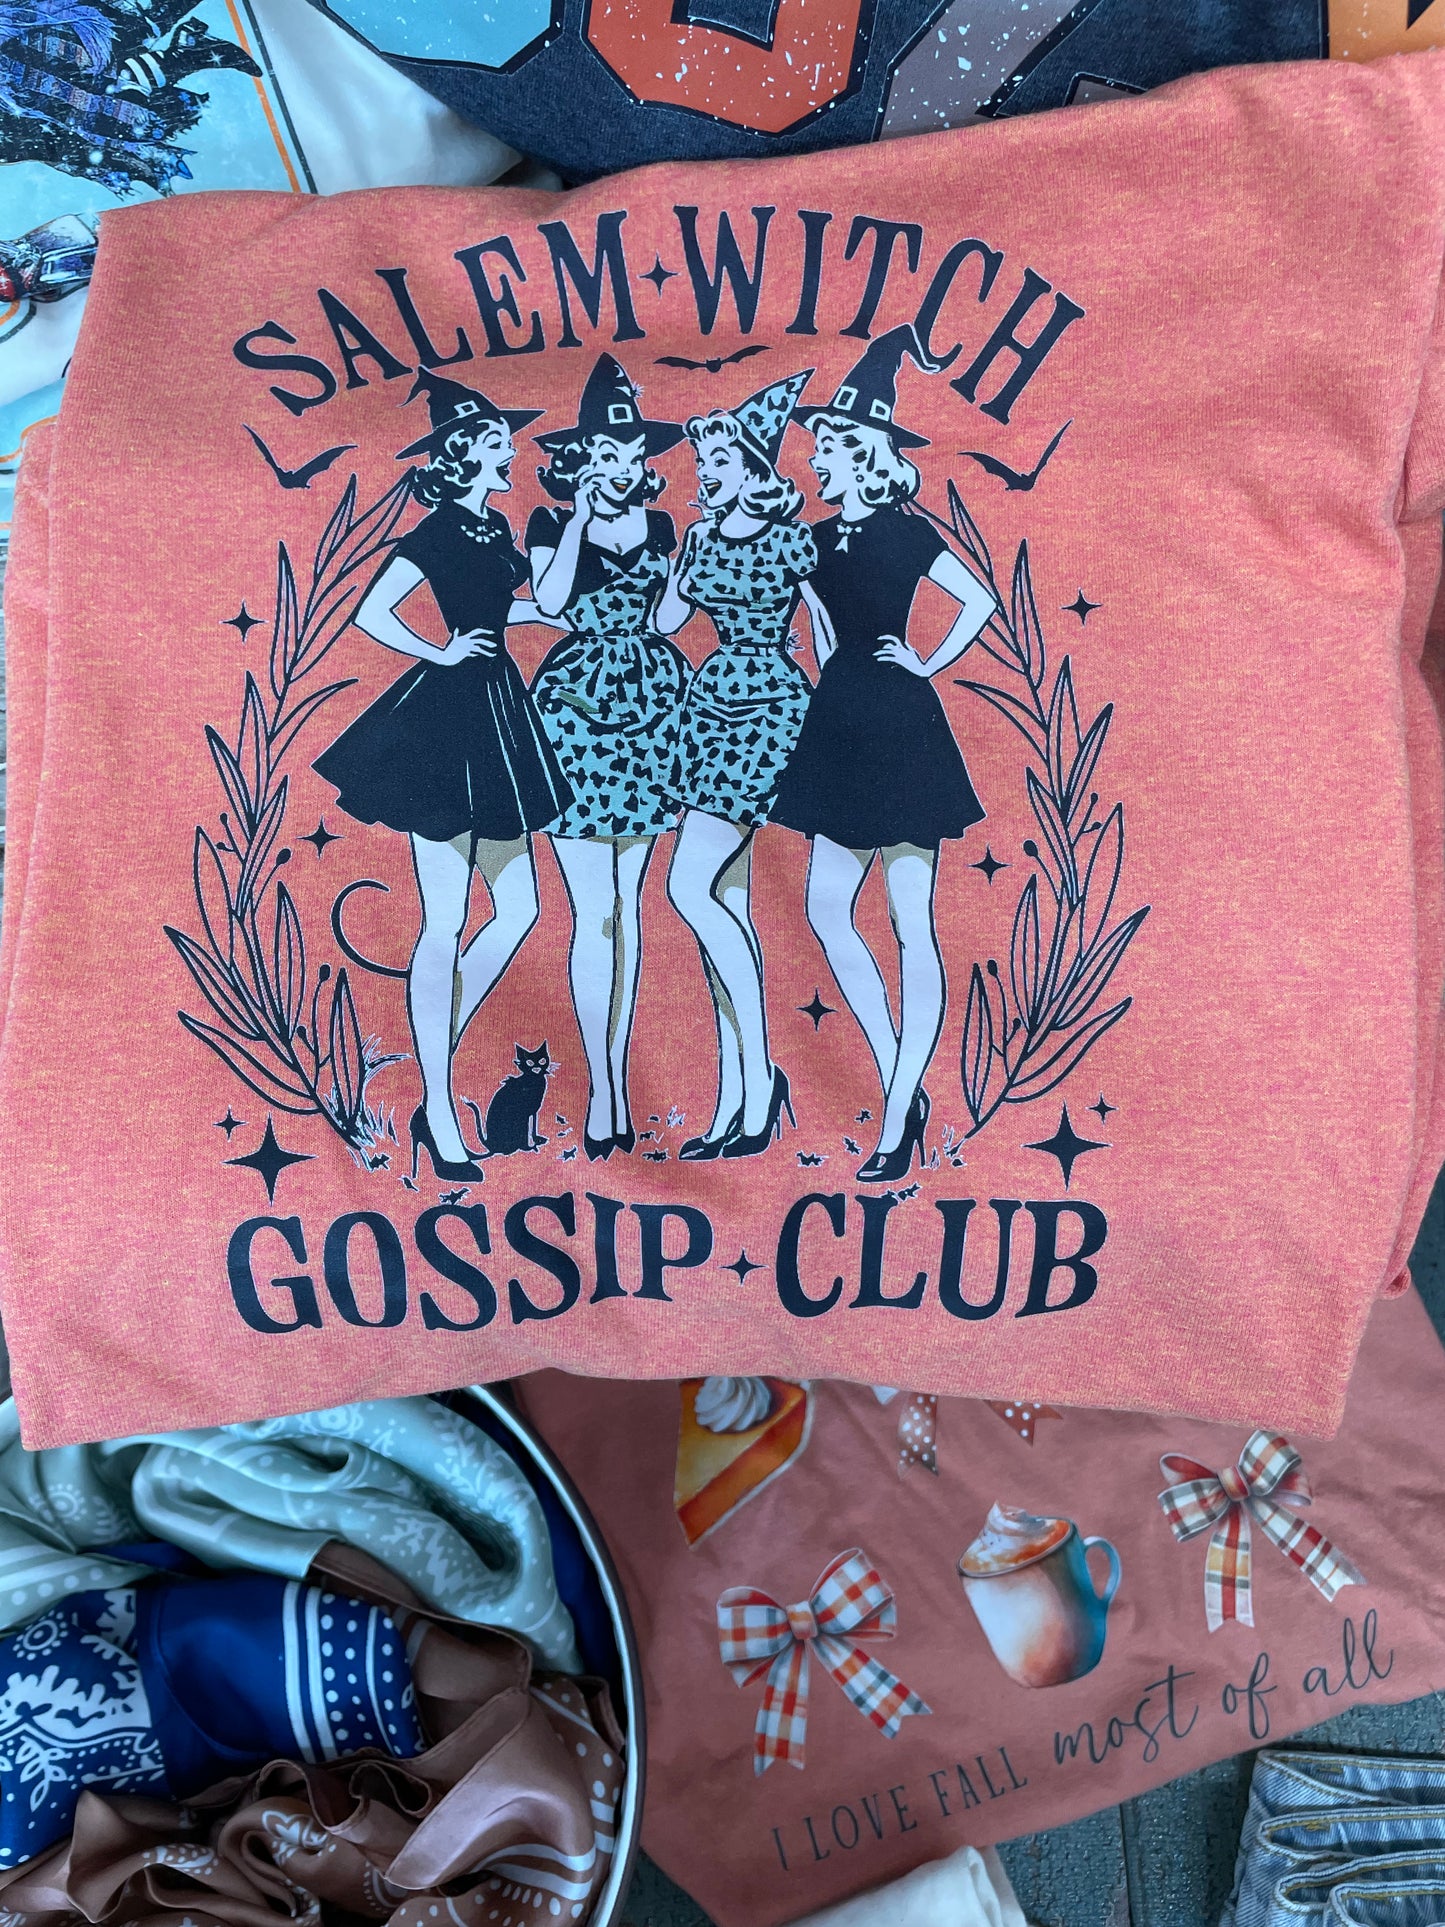 SALEM WITCH
GOSSIP CLUB
I LOVE FALL most of all